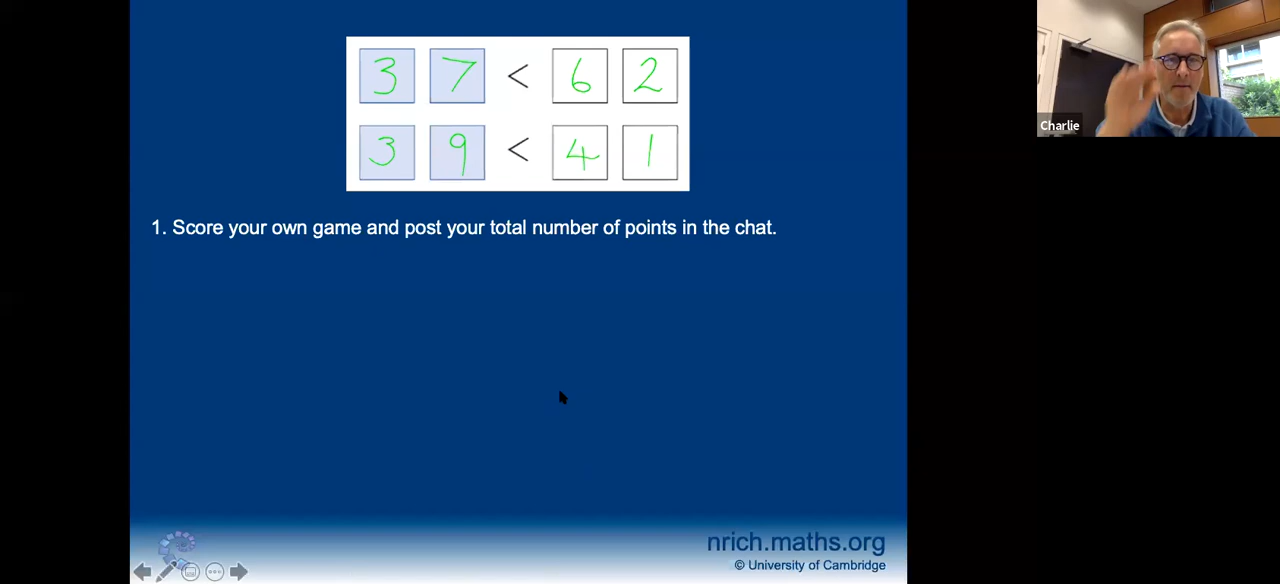 3 7 < 6 2
3 9 < 4 1
1. Score your own game and post your total number of points in the chat.
Charlie
nrich.maths.org
© University of Cambridge